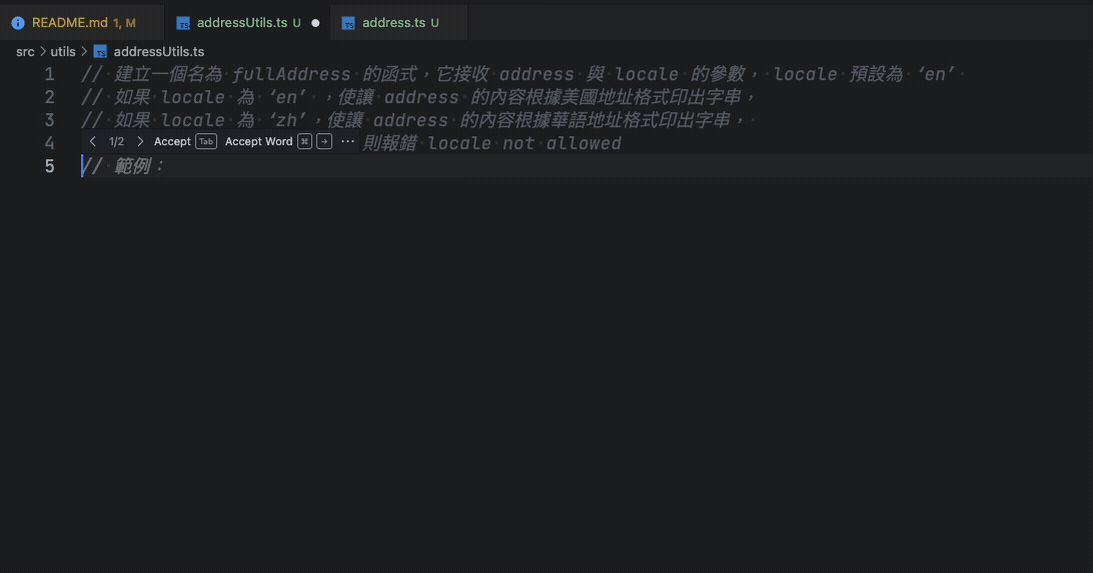 README.md 1, M
TS addressUtils.ts U
TS address.ts U
src > utils > TS addressUtils.ts
1 // 建立一個名為 fullAddress 的函式，它接收 address 與 locale 的參數， locale 預設為 ‘en’
2 // 如果 locale 為 ‘en’ ，使讓 address 的內容根據美國地址格式印出字串，
3 // 如果 locale 為 ‘zh’，使讓 address 的內容根據華語地址格式印出字串，
4 則報錯 locale not allowed
< 1/2 > Accept Tab Accept Word ⌘ → ···
5 // 範例：